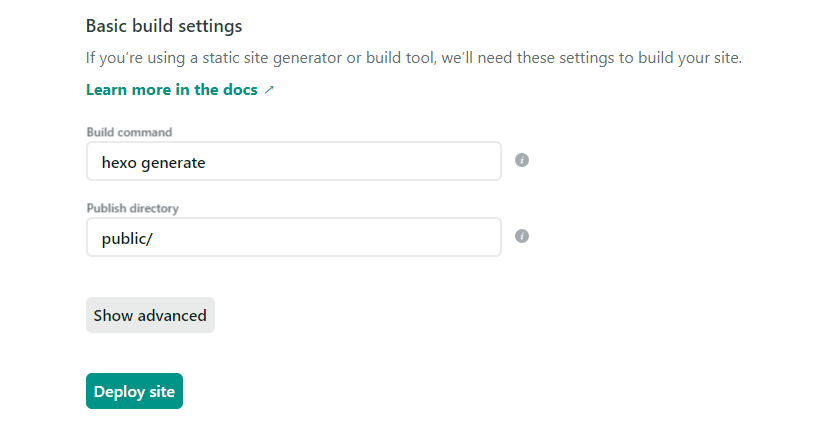 Basic build settings
If you’re using a static site generator or build tool, we’ll need these settings to build your site.
Learn more in the docs ↗
Build command
hexo generate
i
Publish directory
public/
i
Show advanced
Deploy site